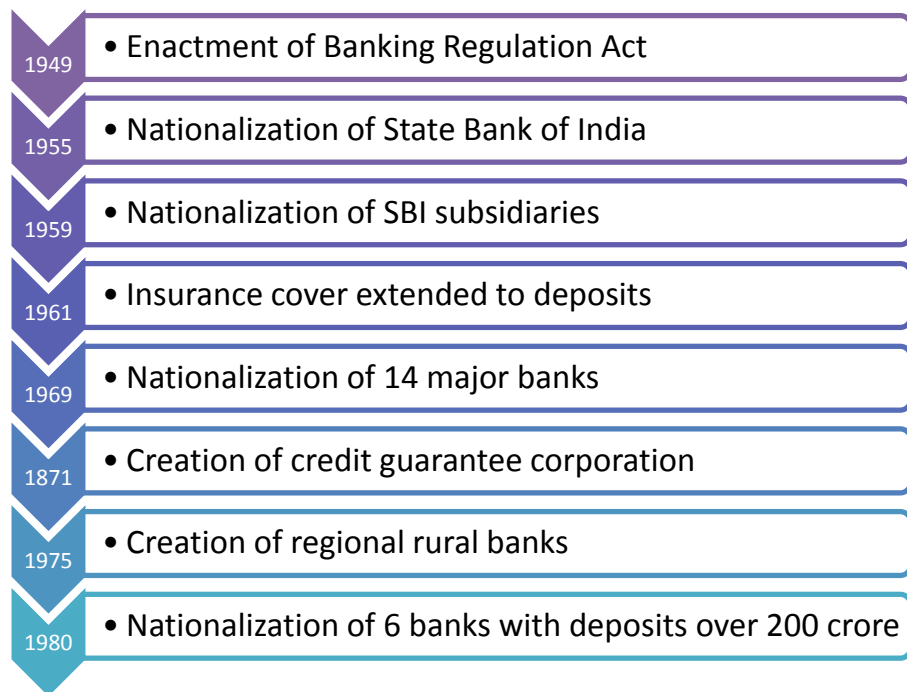 1949
• Enactment of Banking Regulation Act
1955
• Nationalization of State Bank of India
1959
• Nationalization of SBI subsidiaries
1961
• Insurance cover extended to deposits
1969
• Nationalization of 14 major banks
1871
• Creation of credit guarantee corporation
1975
• Creation of regional rural banks
1980
• Nationalization of 6 banks with deposits over 200 crore